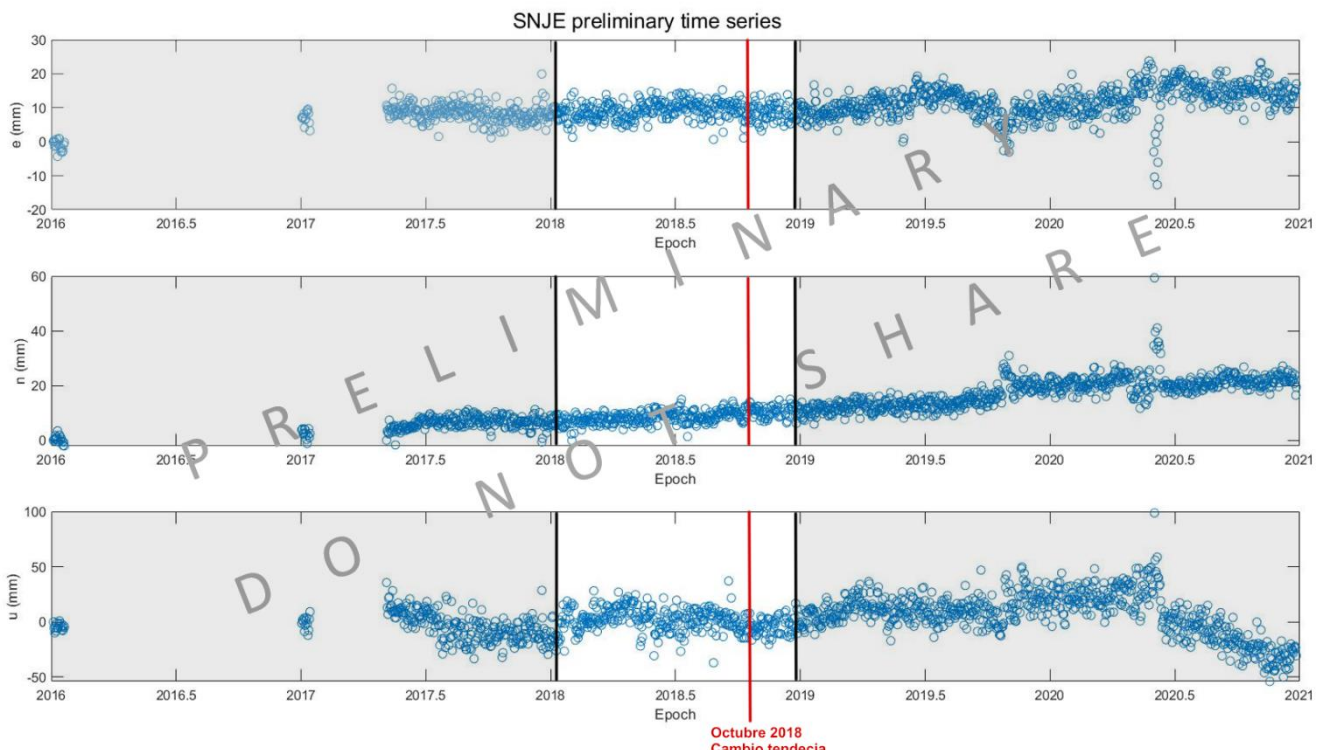 SNJE preliminary time series
30
20
10
0
-10
-20
e (mm)
2016 2016.5 2017 2017.5 2018 2018.5 2019 2019.5 2020 2020.5 2021
Epoch
60
40
20
0
n (mm)
2016 2016.5 2017 2017.5 2018 2018.5 2019 2019.5 2020 2020.5 2021
Epoch
100
50
0
-50
u (mm)
2016 2016.5 2017 2017.5 2018 2018.5 2019 2019.5 2020 2020.5 2021
Epoch
PRELIMINARY
DO NOT SHARE
Octubre 2018
Cambio tendecia